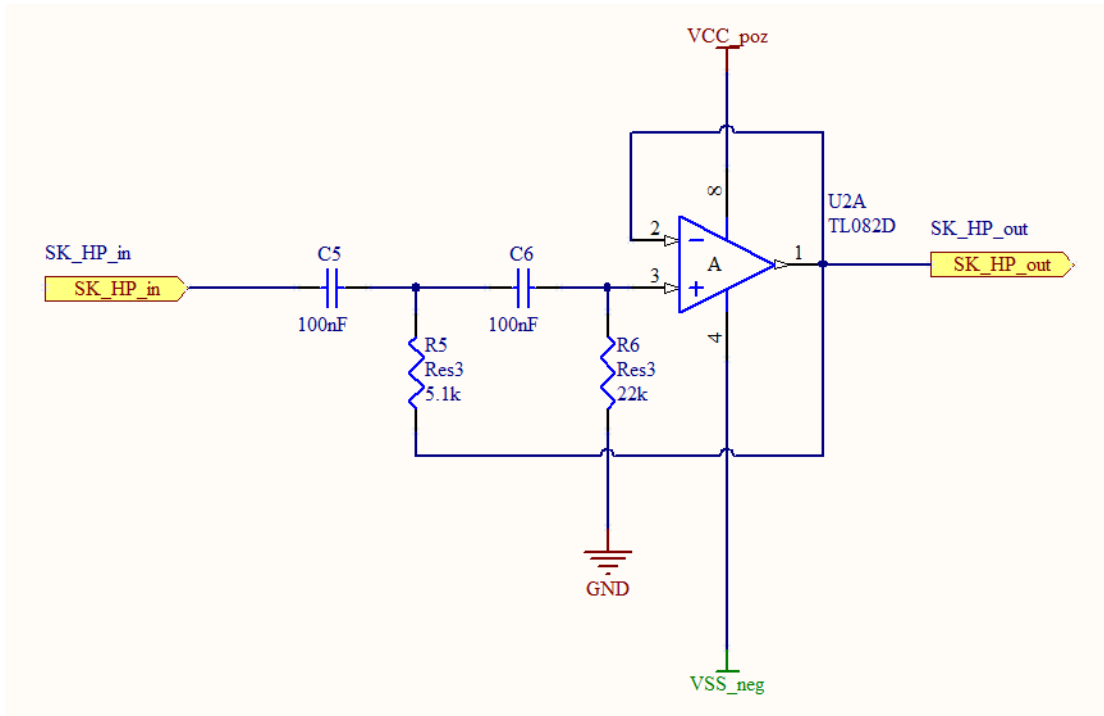 VCC_poz
8
U2A
TL082D
2
3
A
1
SK_HP_out
SK_HP_out
SK_HP_in
SK_HP_in
C5
100nF
C6
100nF
4
R5
Res3
5.1k
R6
Res3
22k
GND
VSS_neg